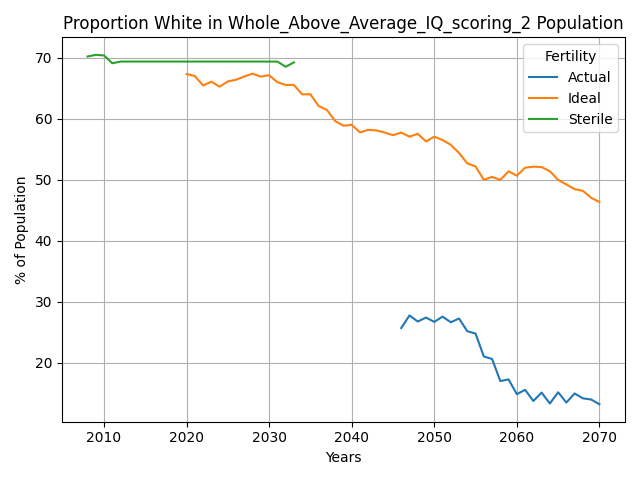 Proportion White in Whole_Above_Average_IQ_scoring_2 Population
% of Population
70
60
50
40
30
20
Fertility
Actual
Ideal
Sterile
2010 2020 2030 2040 2050 2060 2070
Years